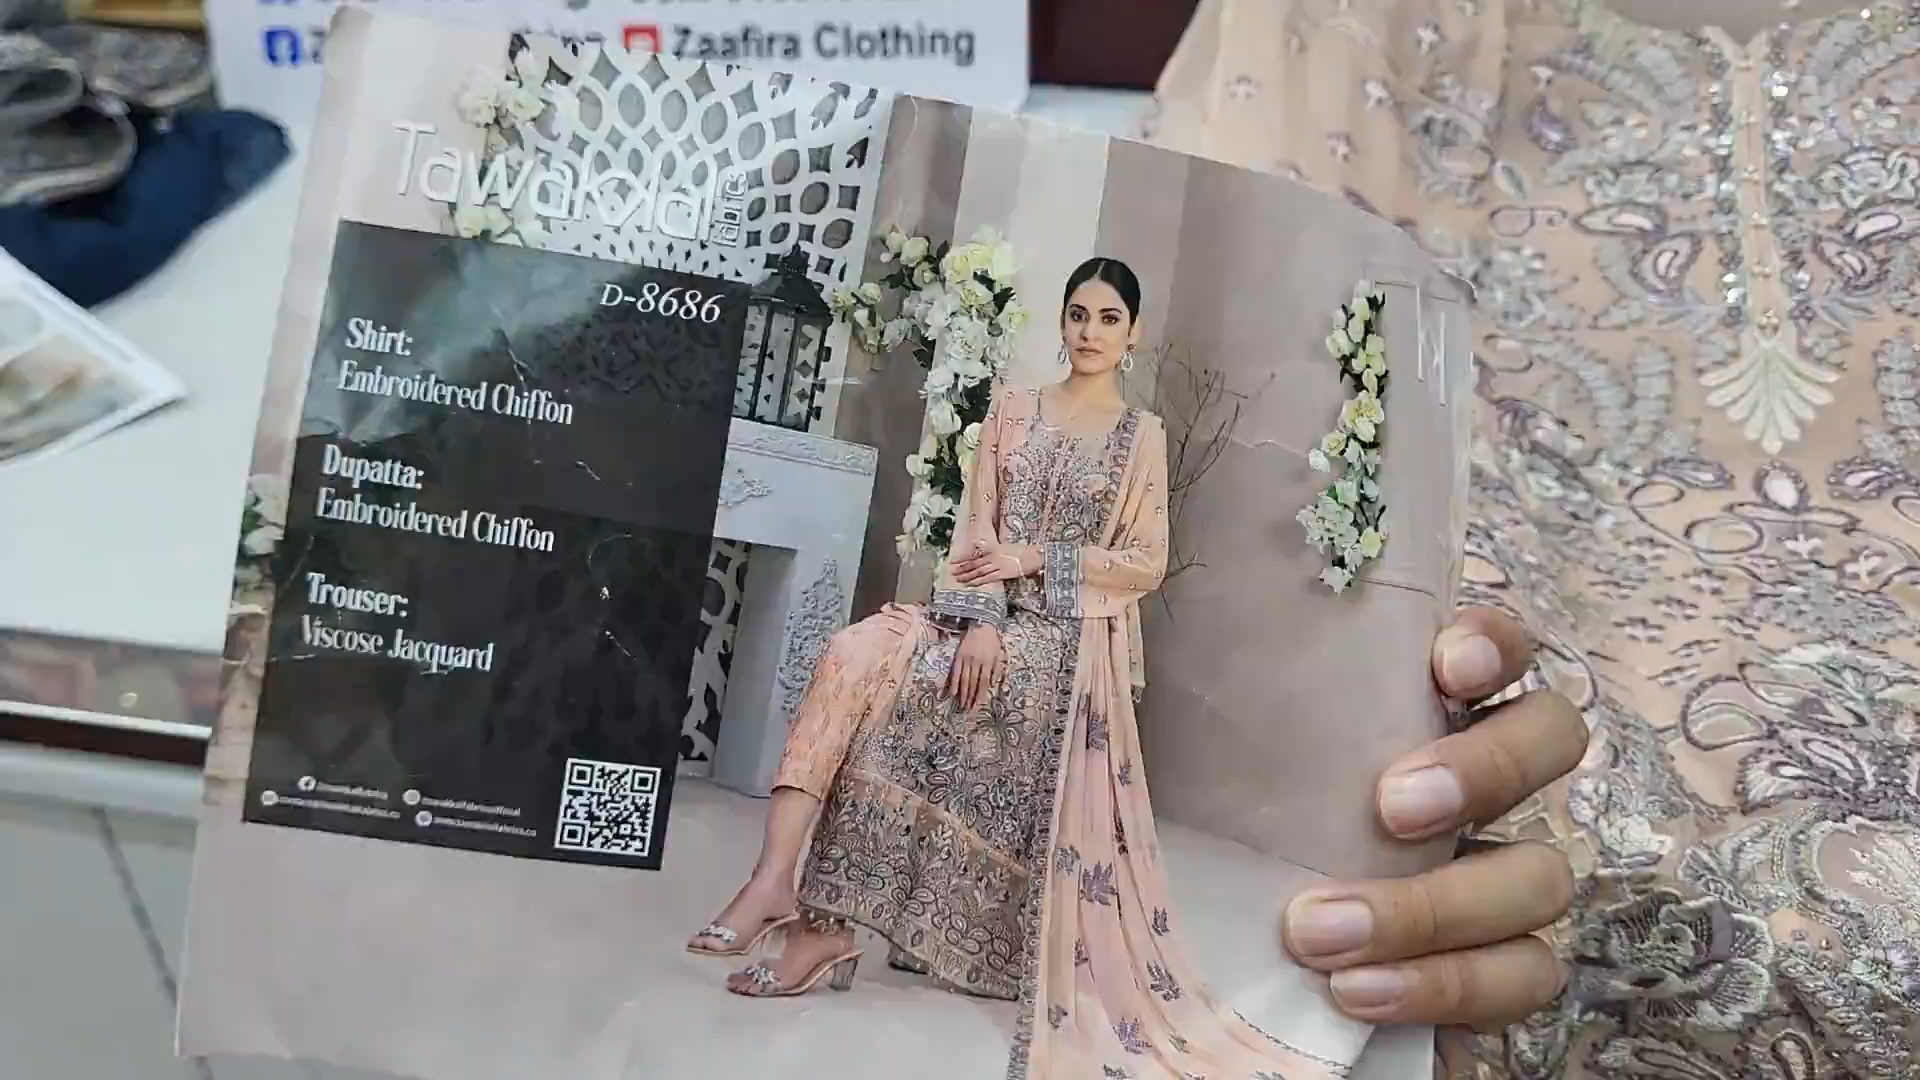 Zaafira Clothing
Tawakkal
fabrics
D-8686
Shirt:
Embroidered Chiffon
Dupatta:
Embroidered Chiffon
Trouser:
Viscose Jacquard